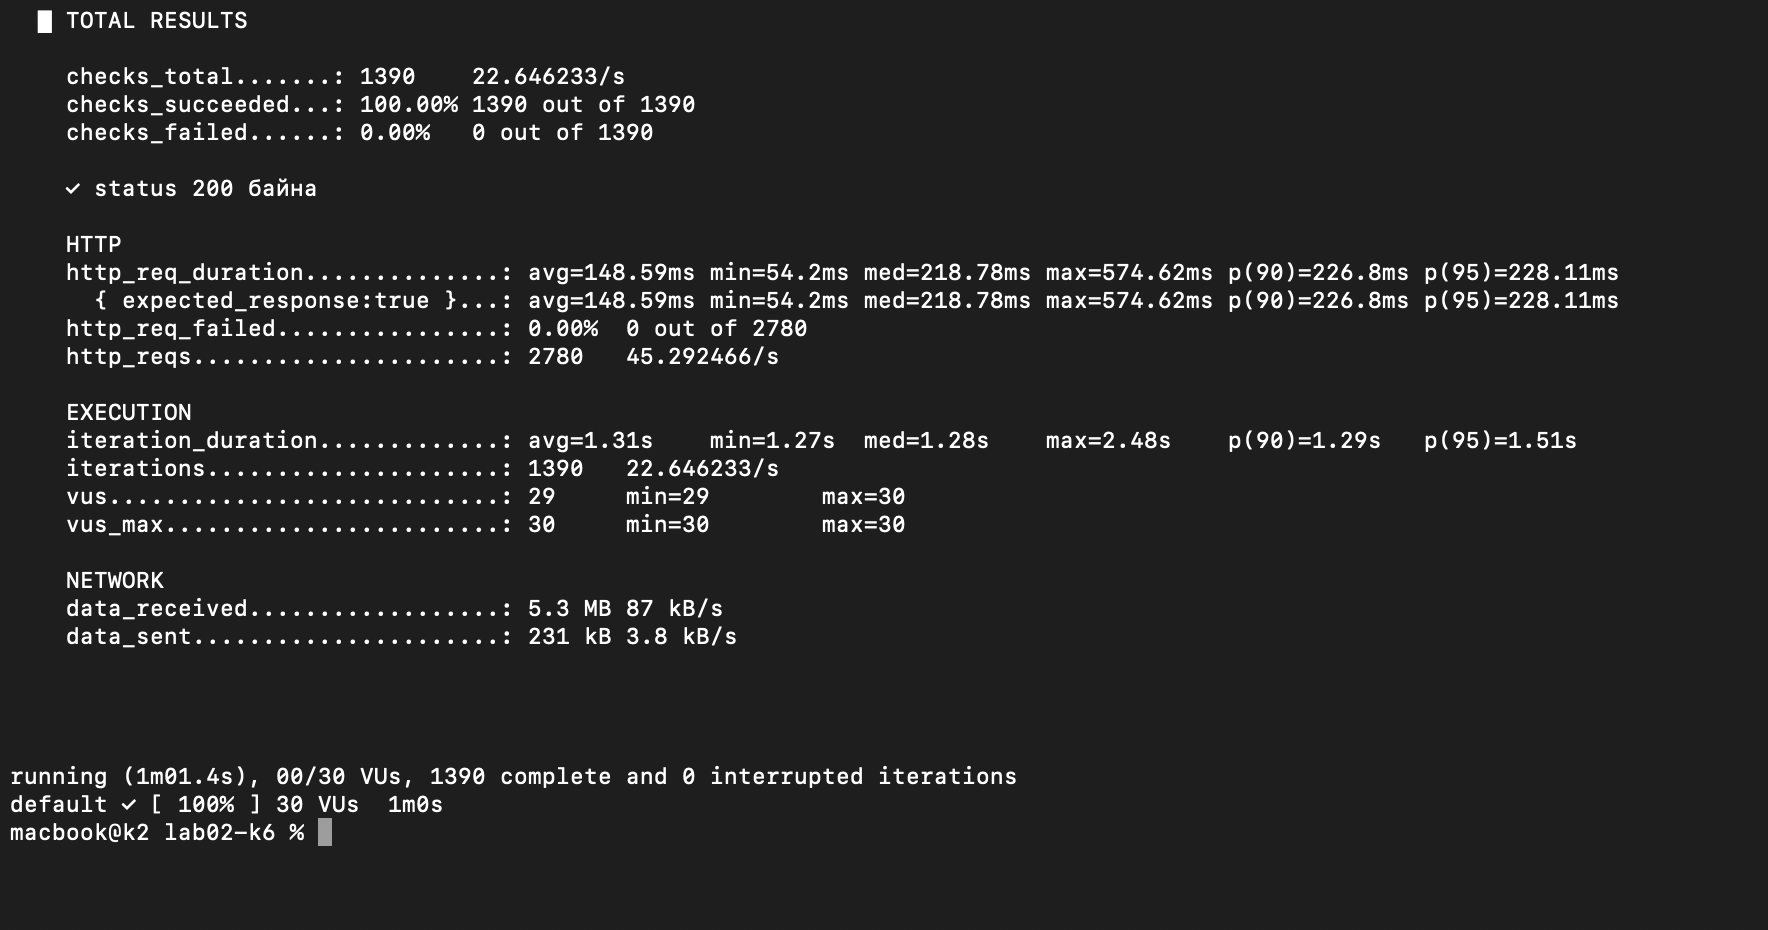 █ TOTAL RESULTS
checks_total.......: 1390    22.646233/s
checks_succeeded...: 100.00% 1390 out of 1390
checks_failed......: 0.00%   0 out of 1390
✓ status 200 байна
HTTP
http_req_duration..............: avg=148.59ms min=54.2ms med=218.78ms max=574.62ms p(90)=226.8ms p(95)=228.11ms
{ expected_response:true }...: avg=148.59ms min=54.2ms med=218.78ms max=574.62ms p(90)=226.8ms p(95)=228.11ms
http_req_failed................: 0.00%  0 out of 2780
http_reqs......................: 2780   45.292466/s
EXECUTION
iteration_duration.............: avg=1.31s    min=1.27s  med=1.28s    max=2.48s    p(90)=1.29s   p(95)=1.51s
iterations.....................: 1390   22.646233/s
vus............................: 29     min=29        max=30
vus_max........................: 30     min=30        max=30
NETWORK
data_received..................: 5.3 MB 87 kB/s
data_sent......................: 231 kB 3.8 kB/s
running (1m01.4s), 00/30 VUs, 1390 complete and 0 interrupted iterations
default ✓ [ 100% ] 30 VUs  1m0s
macbook@k2 lab02-k6 %